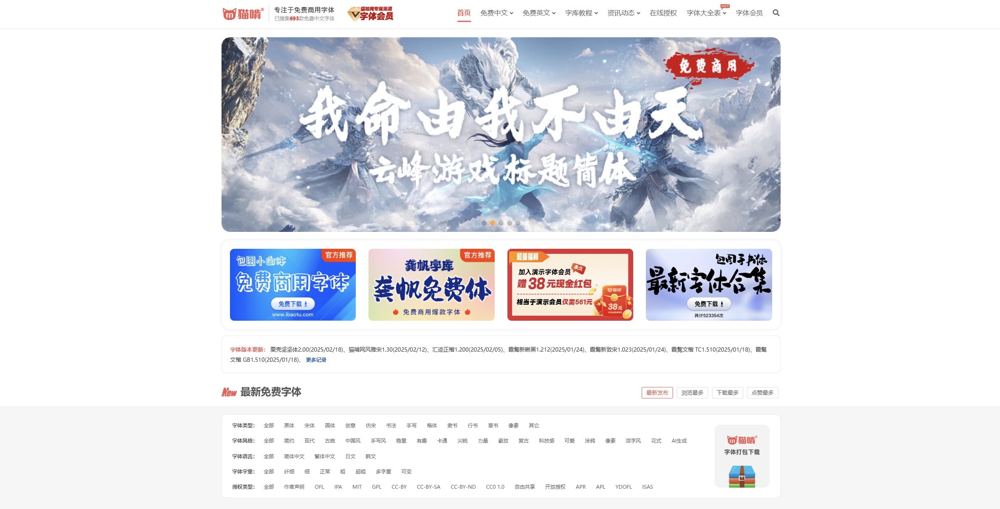 猫啃®
专注于免费商用字体
已搜集693款免费中文字体
猫啃网专属渠道
字体会员
首页 免费中文 免费英文 字库教程 资讯动态 在线授权 字体大全表 HOT 字体会员
免费商用
我命由我不由天
云峰游戏标题简体
包图小白体
官方推荐
免费商用字体
免费下载
www.ibaotu.com
官方推荐
龚帆字库
龚帆免费体
免费商用爆款字体
超值福利
加入演示字体会员 永久
赠38元现金红包
相当于演示会员仅需561元
猫啃
38元
包图手书体
最新字体合集
免费下载
共计523354次
字体版本更新： 栗壳坚坚体2.00(2025/02/18)、猫啃网风雅宋1.30(2025/02/12)、汇迹正楷1.200(2025/02/05)、霞鹜新晰黑1.212(2025/01/24)、霞鹜新致宋1.023(2025/01/24)、霞鶩文楷 TC1.510(2025/01/18)、霞鹜
文楷 GB1.510(2025/01/18)、 更多记录
New 最新免费字体
最新发布 浏览最多 下载最多 点赞最多
字体类型： 全部 黑体 宋体 圆体 创意 仿宋 书法 手写 楷体 隶书 行书 草书 像素 其它
字体风格： 全部 简约 现代 古典 中国风 手写风 稳重 有趣 卡通 尖锐 力量 豪放 复古 科技感 可爱 涂鸦 像素 活字风 花式 AI生成
字体语言： 全部 简体中文 繁体中文 日文 韩文
字体字重： 全部 纤细 细 正常 粗 超粗 多字重 可变
授权类型： 全部 作者声明 OFL IPA MIT GPL CC-BY CC-BY-SA CC-BY-ND CC0 1.0 自由共享 开放授权 APR APL YDOFL ISAS
猫啃®
字体打包下载